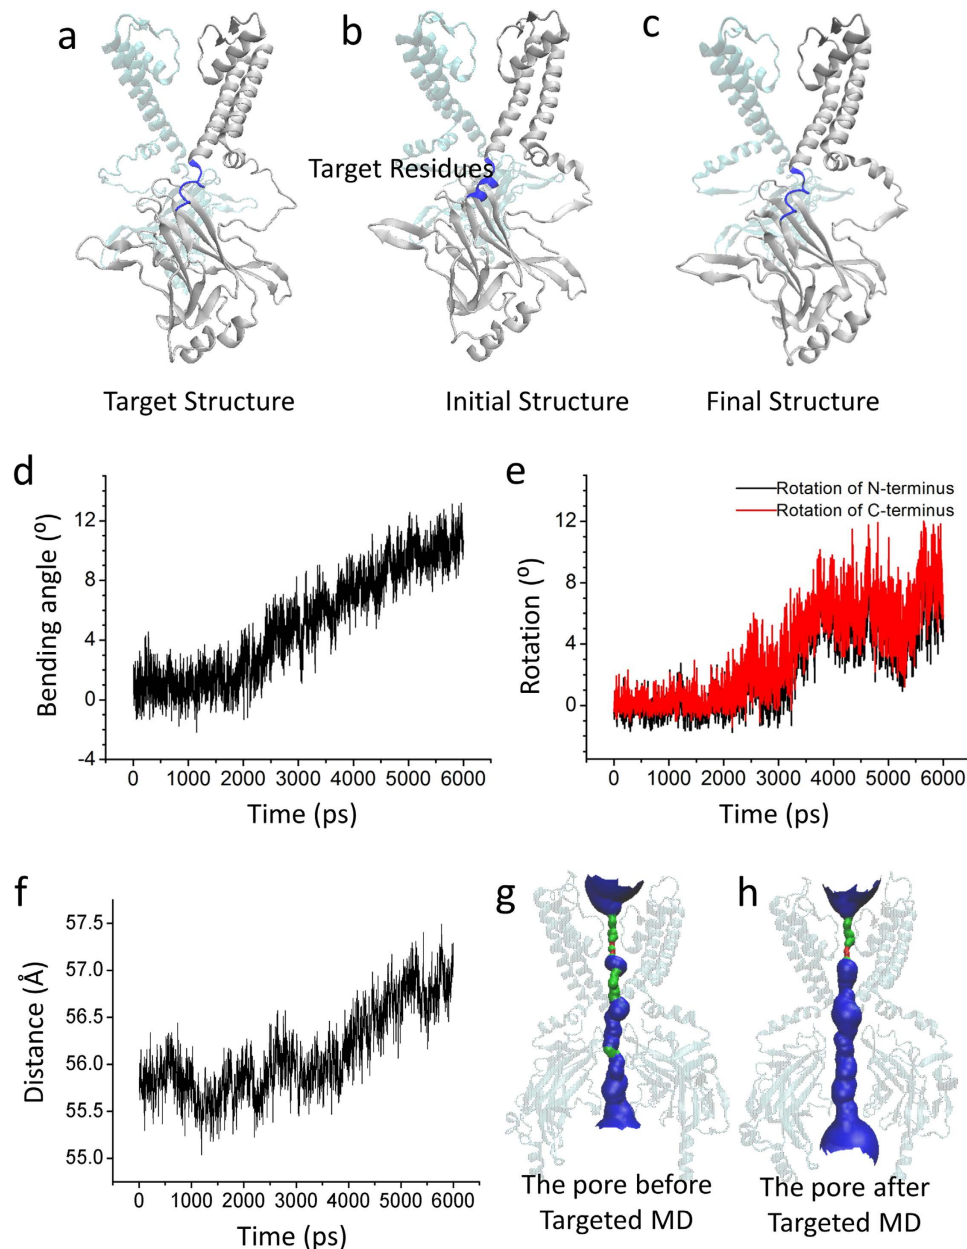 a
b
c
Target Residues
Target Structure
Initial Structure
Final Structure
d
12
8
4
0
-4
Bending angle (º)
0 1000 2000 3000 4000 5000 6000
Time (ps)
e
Rotation of N-terminus
Rotation of C-terminus
12
8
4
0
Rotation (º)
0 1000 2000 3000 4000 5000 6000
Time (ps)
f
57.5
57.0
56.5
56.0
55.5
55.0
Distance (Å)
0 1000 2000 3000 4000 5000 6000
Time (ps)
g
The pore before
Targeted MD
h
The pore after
Targeted MD